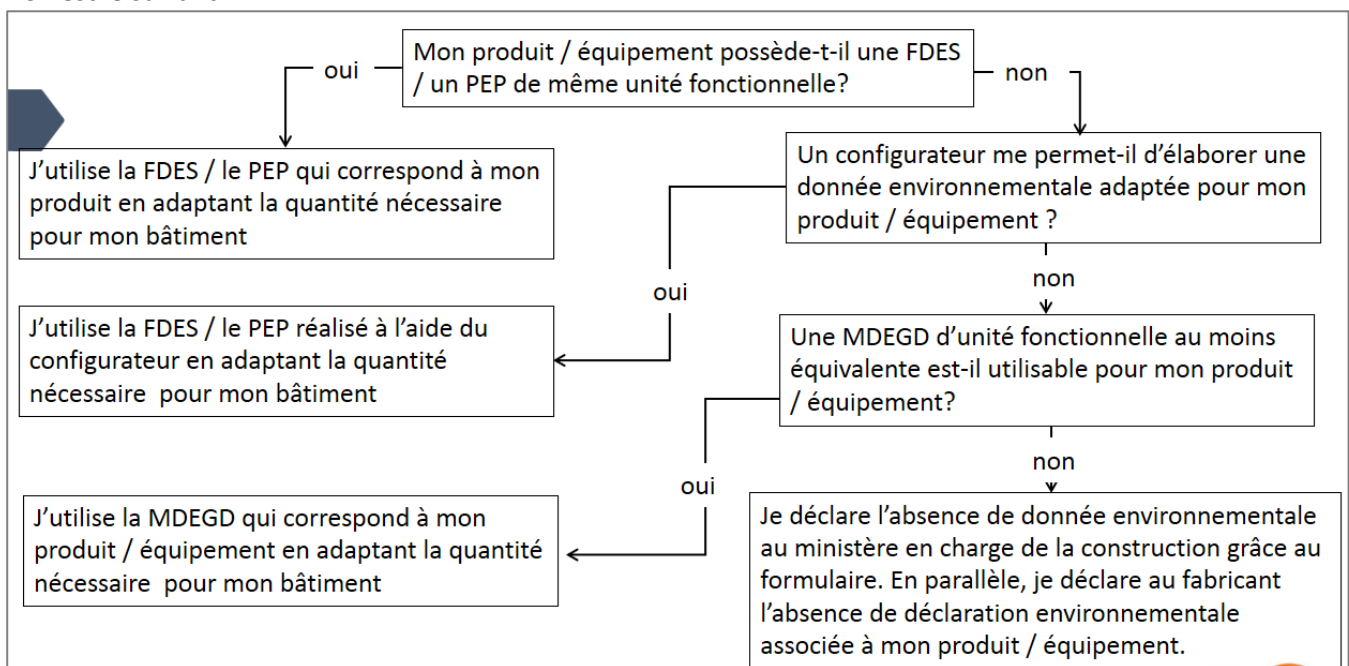 Mon produit / équipement possède-t-il une FDES
/ un PEP de même unité fonctionnelle?
oui
non
J’utilise la FDES / le PEP qui correspond à mon
produit en adaptant la quantité nécessaire
pour mon bâtiment
Un configurateur me permet-il d’élaborer une
donnée environnementale adaptée pour mon
produit / équipement ?
oui
non
J’utilise la FDES / le PEP réalisé à l’aide du
configurateur en adaptant la quantité
nécessaire pour mon bâtiment
Une MDEGD d’unité fonctionnelle au moins
équivalente est-il utilisable pour mon produit
/ équipement?
oui
non
J’utilise la MDEGD qui correspond à mon
produit / équipement en adaptant la quantité
nécessaire pour mon bâtiment
Je déclare l’absence de donnée environnementale
au ministère en charge de la construction grâce au
formulaire. En parallèle, je déclare au fabricant
l’absence de déclaration environnementale
associée à mon produit / équipement.